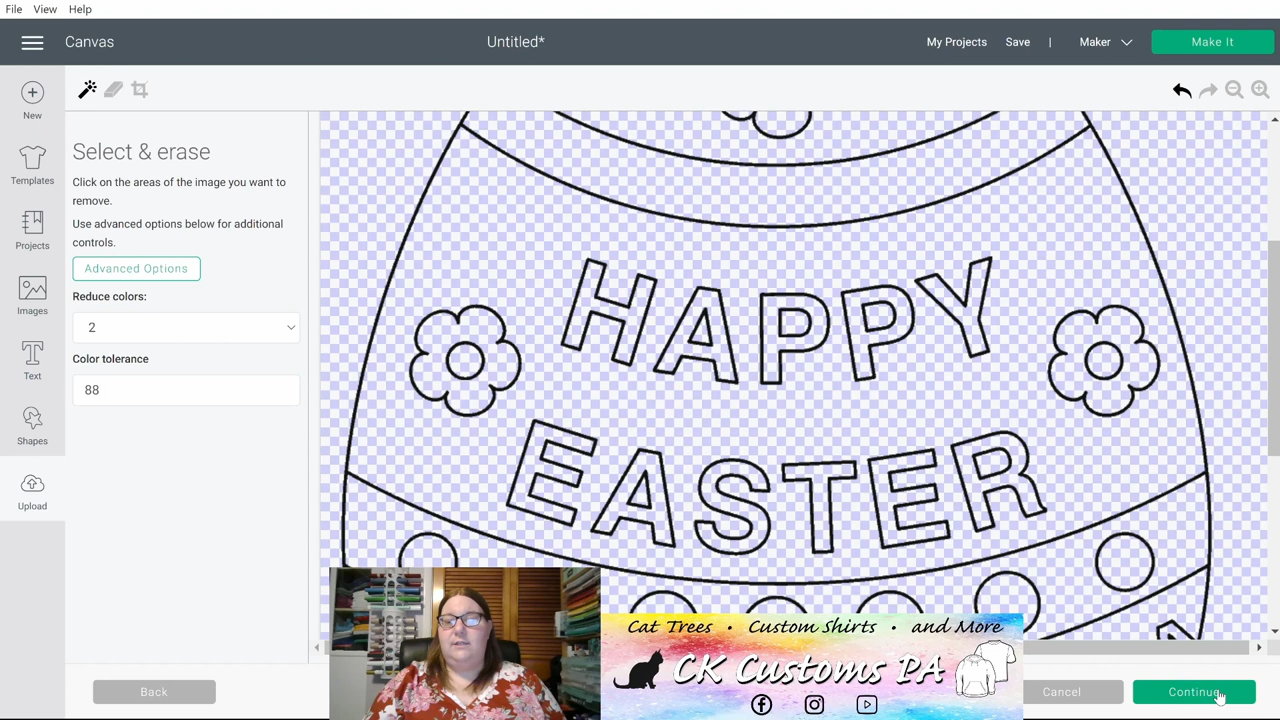 File View Help
Canvas
Untitled*
My Projects Save | Maker
Make It
New
Templates
Projects
Images
Text
Shapes
Upload
Select & erase
Click on the areas of the image you want to
remove.
Use advanced options below for additional
controls.
Advanced Options
Reduce colors:
2
Color tolerance
88
HAPPY
EASTER
Cat Trees • Custom Shirts • and More
CK Customs PA
Back
Cancel
Continue